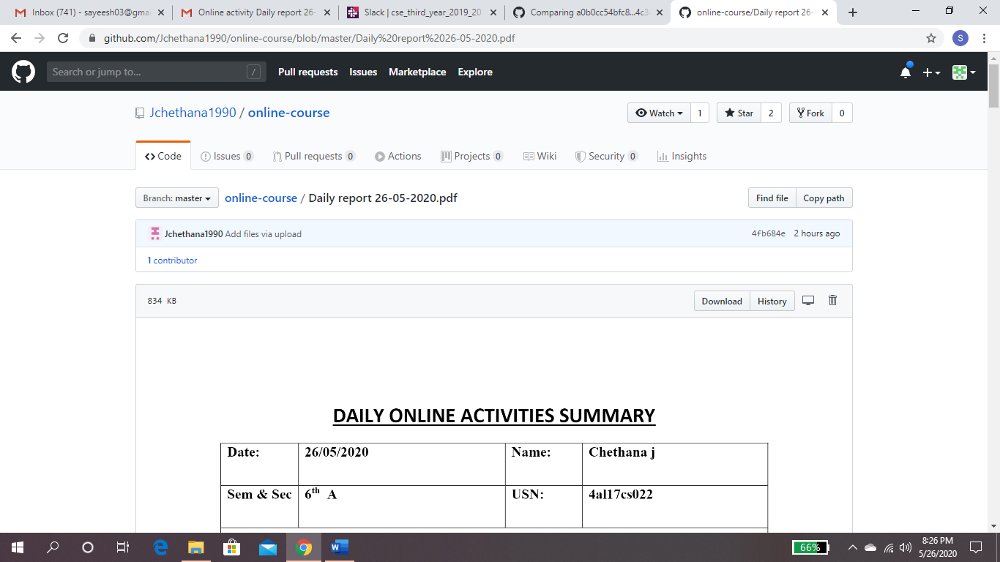 Inbox (741) - sayeesh03@gma
Online activity Daily report 26-
Slack | cse_third_year_2019_20
Comparing a0b0cc54bfc8...4c3
online-course/Daily report 26-
github.com/Jchethana1990/online-course/blob/master/Daily%20report%2026-05-2020.pdf
S
Search or jump to...
/
Pull requests
Issues
Marketplace
Explore
Jchethana1990 / online-course
Watch 1
Star 2
Fork 0
Code
Issues 0
Pull requests 0
Actions
Projects 0
Wiki
Security 0
Insights
Branch: master
online-course / Daily report 26-05-2020.pdf
Find file
Copy path
Jchethana1990 Add files via upload
4fb684e 2 hours ago
1 contributor
834 KB
Download
History
DAILY ONLINE ACTIVITIES SUMMARY
Date: 26/05/2020 Name: Chethana j
Sem & Sec 6th A USN: 4al17cs022
66%
8:26 PM
5/26/2020